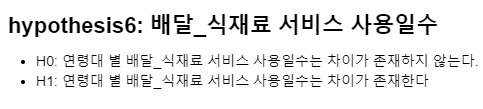 hypothesis6: 배달_식재료 서비스 사용일수
• H0: 연령대 별 배달_식재료 서비스 사용일수는 차이가 존재하지 않는다.
• H1: 연령대 별 배달_식재료 서비스 사용일수는 차이가 존재한다